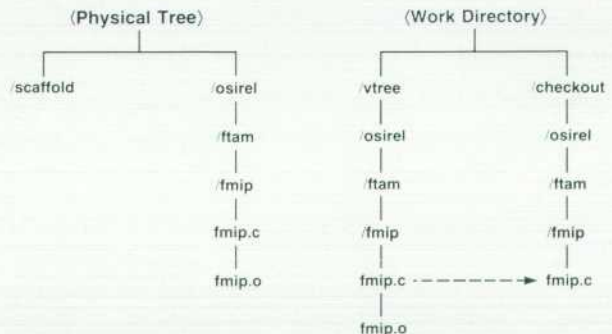 ⟨Physical Tree⟩ ⟨Work Directory⟩
/scaffold /osirel /vtree /checkout
/ftam /osirel /osirel
/fmip /ftam /ftam
fmip.c /fmip /fmip
fmip.o fmip.c fmip.c
fmip.o